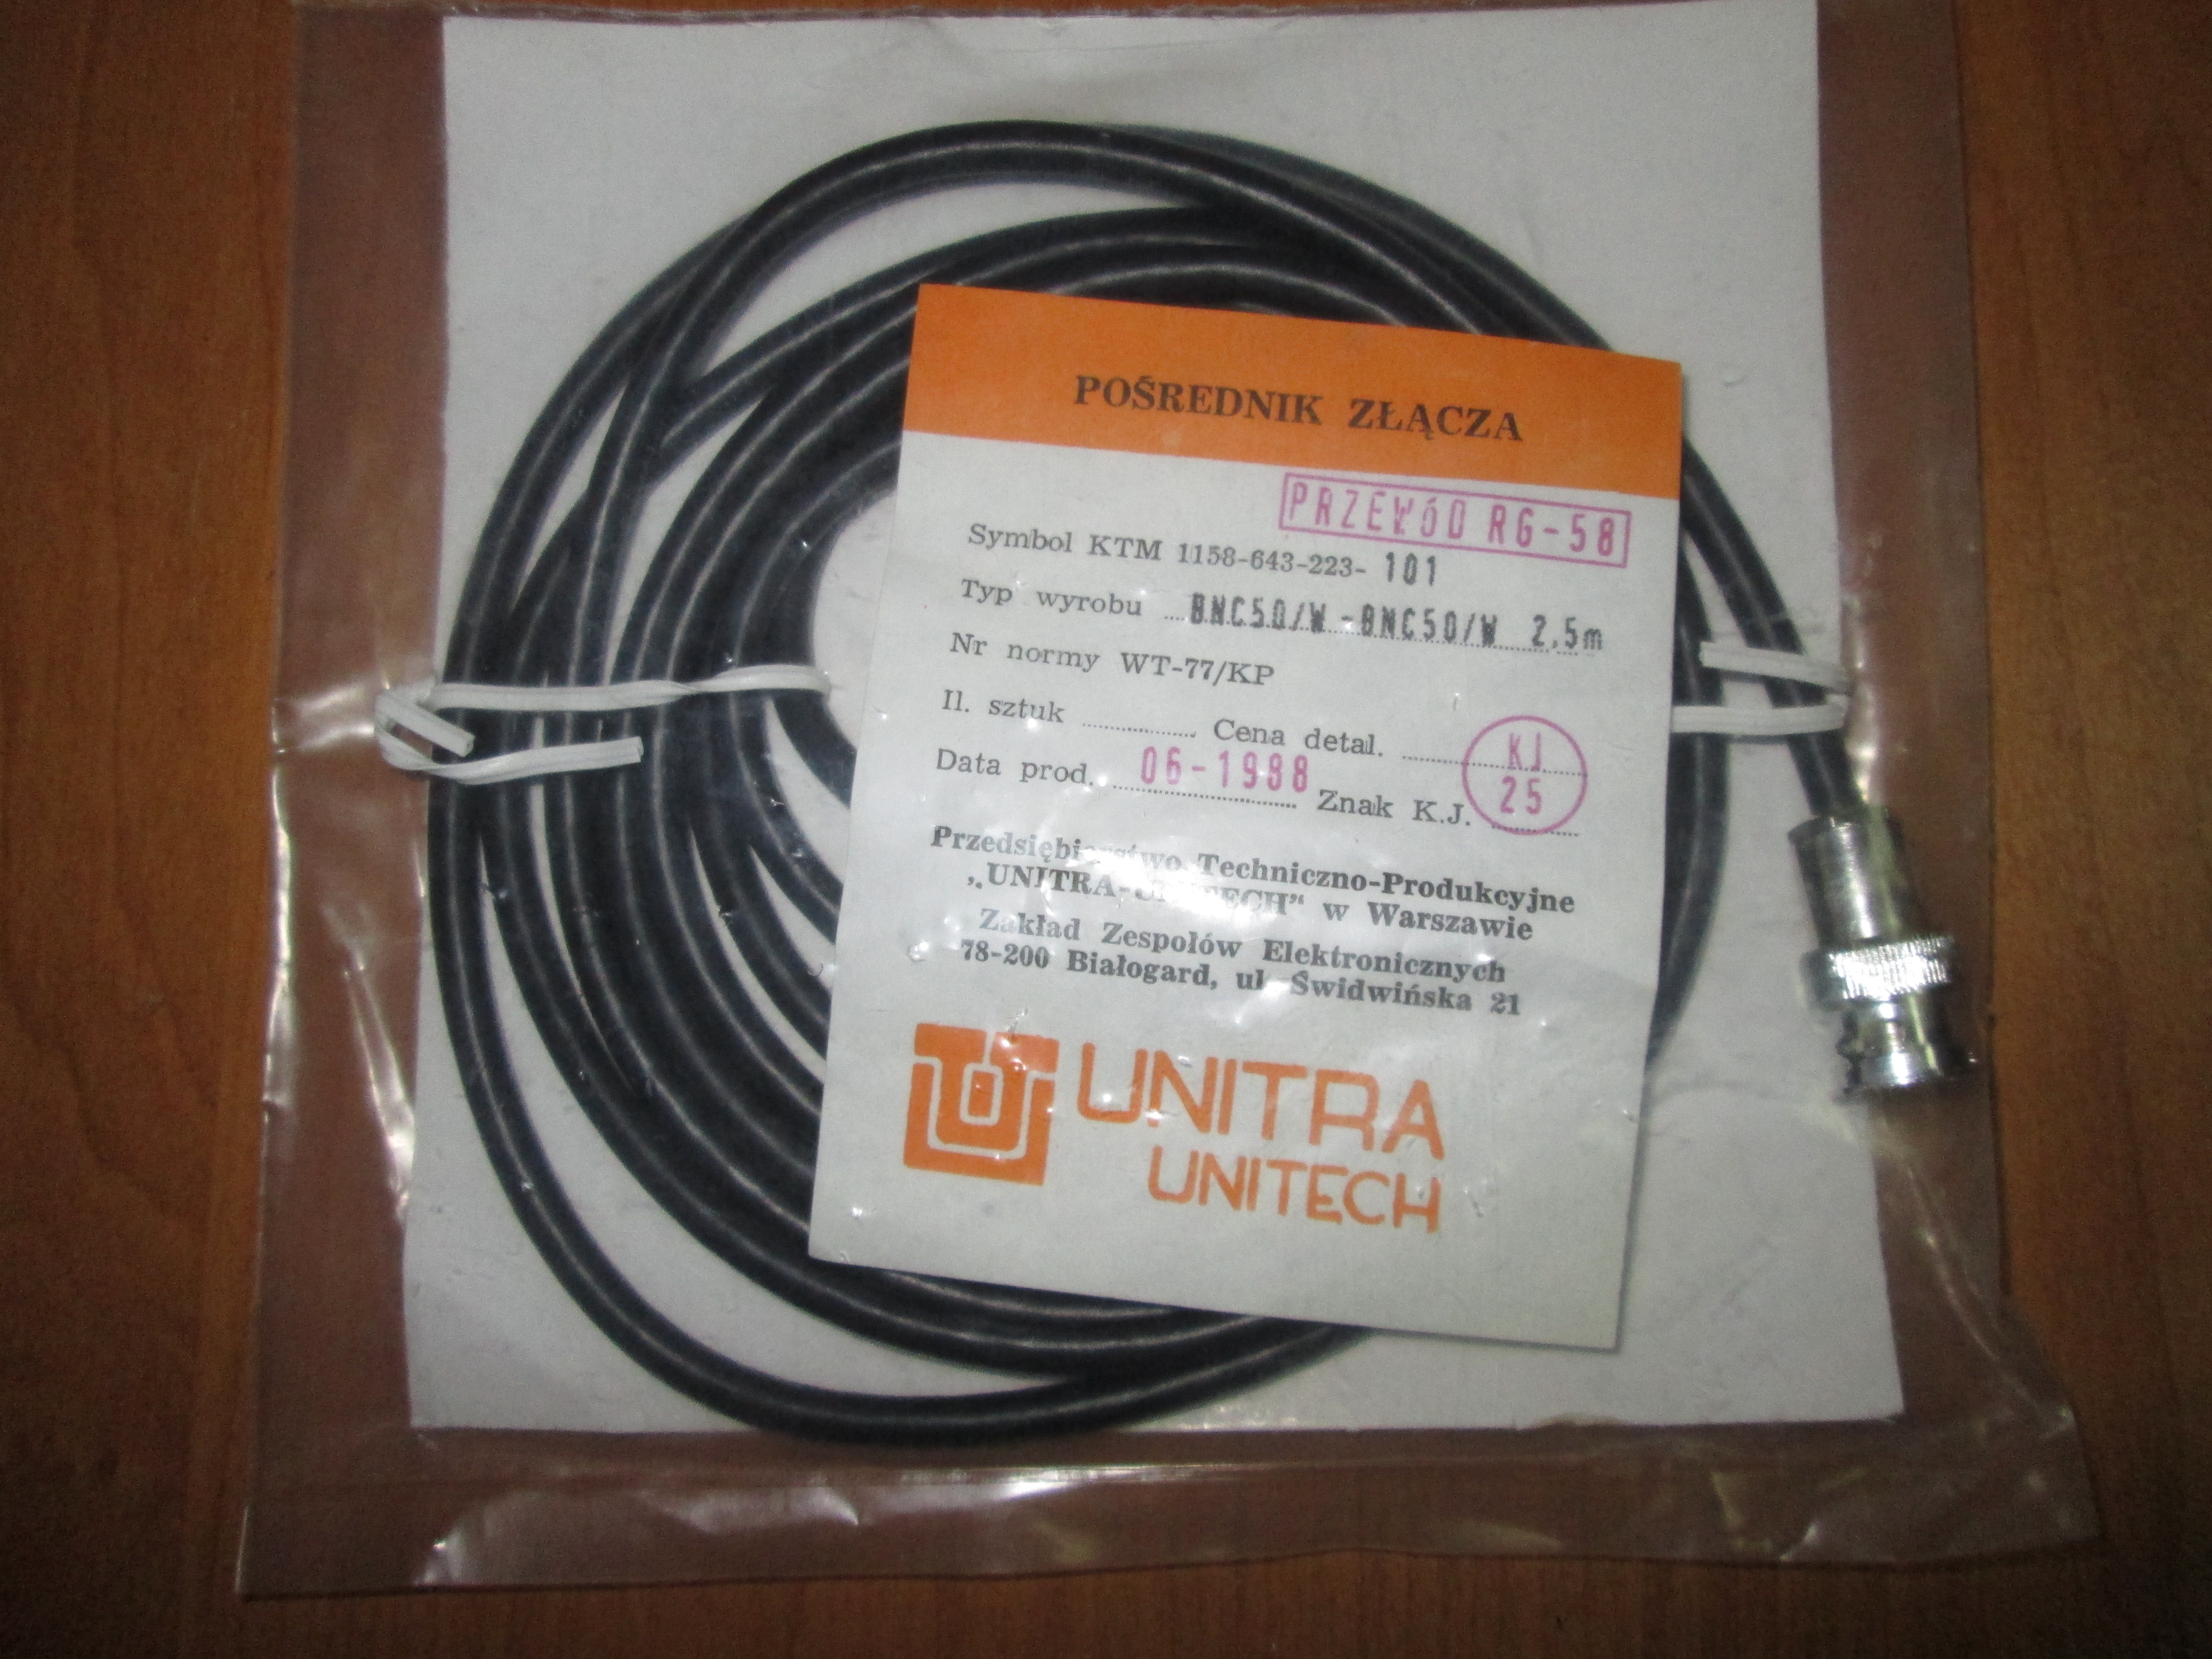 POŚREDNIK ZŁĄCZA
PRZEWÓD RG-58
Symbol KTM 1158-643-223- 101
Typ wyrobu BNC50/W-BNC50/W 2,5m
Nr normy WT-77/KP
Il. sztuk .......... Cena detal. ..........
Data prod. 06-1988 Znak K.J. KJ 25
Przedsiębiorstwo Techniczno-Produkcyjne
„UNITRA-UNITECH" w Warszawie
Zakład Zespołów Elektronicznych
78-200 Białogard, ul. Świdwińska 21
UNITRA
UNITECH